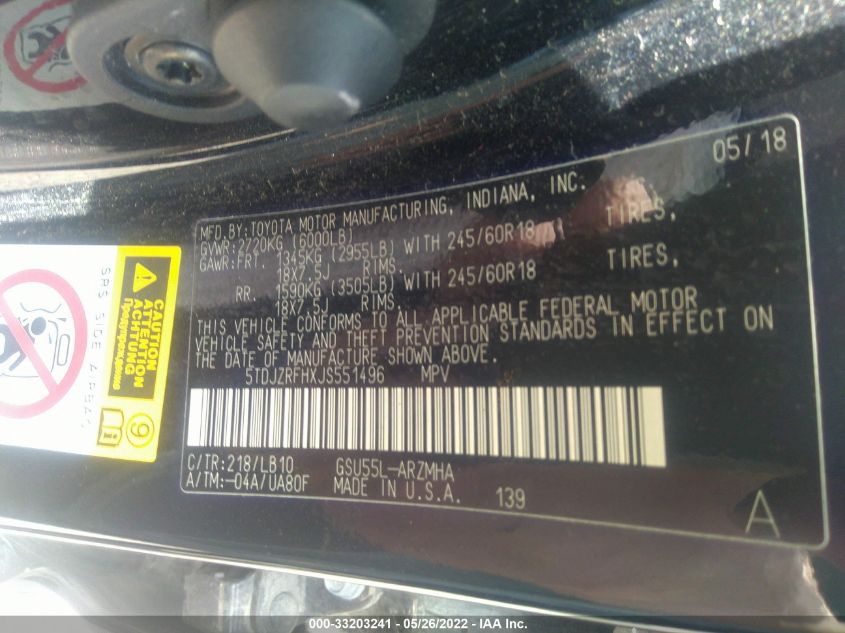 05/18
MFD.BY:TOYOTA MOTOR MANUFACTURING, INDIANA, INC.
GVWR:2720KG (6000LB)
GAWR:FRT. 1345KG (2955LB) WITH 245/60R18 TIRES,
18X7.5J RIMS.
RR. 1590KG (3505LB) WITH 245/60R18 TIRES,
18X7.5J RIMS.
THIS VEHICLE CONFORMS TO ALL APPLICABLE FEDERAL MOTOR
VEHICLE SAFETY AND THEFT PREVENTION STANDARDS IN EFFECT ON
THE DATE OF MANUFACTURE SHOWN ABOVE.
5TDJZRFHXJS551496 MPV
C/TR:218/LB10 GSU55L-ARZMHA
A/TM:-04A/UA80F MADE IN U.S.A. 139
A
SRS SIDE AIRBAG
CAUTION
ATTENTION
ACHTUNG
Предупреждение
9
000-33203241 - 05/26/2022 - IAA Inc.